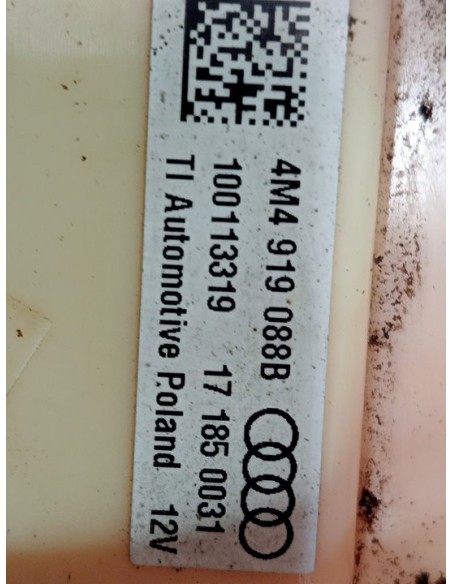 4M4 919 088B
100113319 17 185 0031
TI Automotive Poland 12V